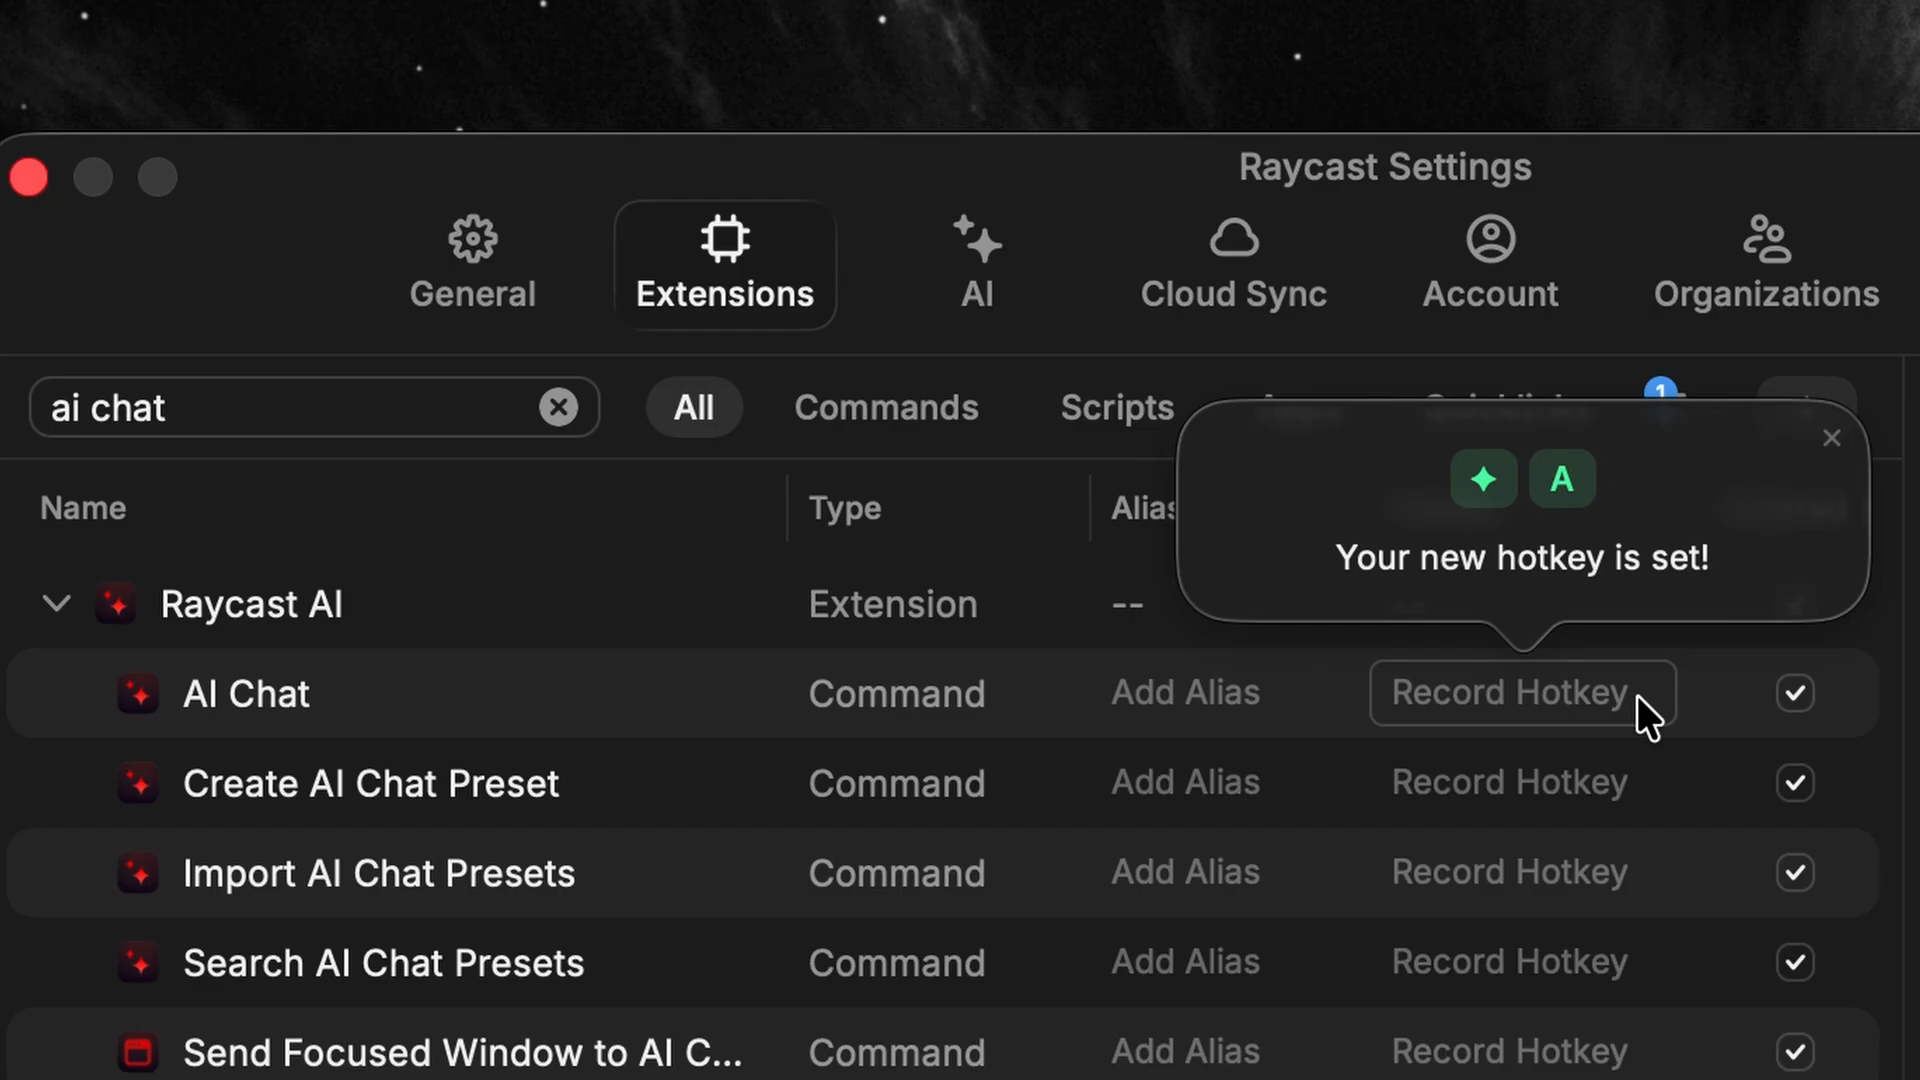 Raycast Settings
General
Extensions
AI
Cloud Sync
Account
Organizations
ai chat
All
Commands
Scripts
1
A
Your new hotkey is set!
Name
Type
Raycast AI
Extension
--
AI Chat
Command
Add Alias
Record Hotkey
Create AI Chat Preset
Command
Add Alias
Record Hotkey
Import AI Chat Presets
Command
Add Alias
Record Hotkey
Search AI Chat Presets
Command
Add Alias
Record Hotkey
Send Focused Window to AI C...
Command
Add Alias
Record Hotkey